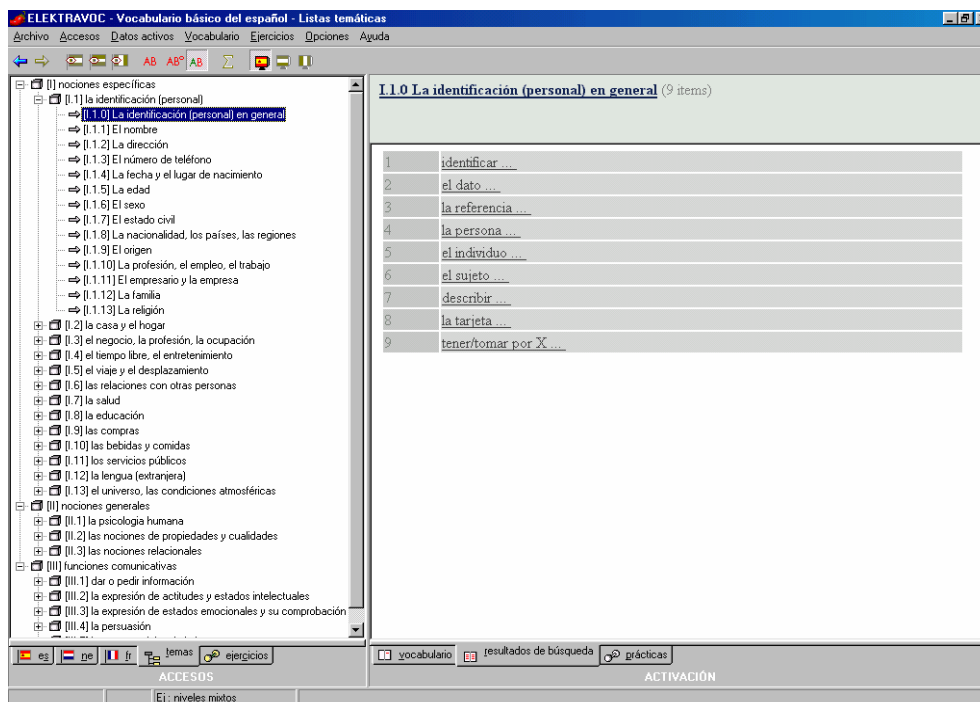 ELEKTRAVOC - Vocabulario básico del español - Listas temáticas
Archivo Accesos Datos activos Vocabulario Ejercicios Opciones Ayuda
AB AB° AB Σ
[I] nociones específicas
[I.1] la identificación (personal)
[I.1.0] La identificación (personal) en general
[I.1.1] El nombre
[I.1.2] La dirección
[I.1.3] El número de teléfono
[I.1.4] La fecha y el lugar de nacimiento
[I.1.5] La edad
[I.1.6] El sexo
[I.1.7] El estado civil
[I.1.8] La nacionalidad, los países, las regiones
[I.1.9] El origen
[I.1.10] La profesión, el empleo, el trabajo
[I.1.11] El empresario y la empresa
[I.1.12] La familia
[I.1.13] La religión
[I.2] la casa y el hogar
[I.3] el negocio, la profesión, la ocupación
[I.4] el tiempo libre, el entretenimiento
[I.5] el viaje y el desplazamiento
[I.6] las relaciones con otras personas
[I.7] la salud
[I.8] la educación
[I.9] las compras
[I.10] las bebidas y comidas
[I.11] los servicios públicos
[I.12] la lengua (extranjera)
[I.13] el universo, las condiciones atmosféricas
[II] nociones generales
[II.1] la psicologia humana
[II.2] las nociones de propiedades y cualidades
[II.3] las nociones relacionales
[III] funciones comunicativas
[III.1] dar o pedir información
[III.2] la expresión de actitudes y estados intelectuales
[III.3] la expresión de estados emocionales y su comprobación
[III.4] la persuasión
es ne fr temas ejercicios
ACCESOS
Ej : niveles mixtos
I.1.0 La identificación (personal) en general (9 items)
1 identificar ...
2 el dato ...
3 la referencia ...
4 la persona ...
5 el individuo ...
6 el sujeto ...
7 describir ...
8 la tarjeta ...
9 tener/tomar por X ...
vocabulario resultados de búsqueda prácticas
ACTIVACIÓN